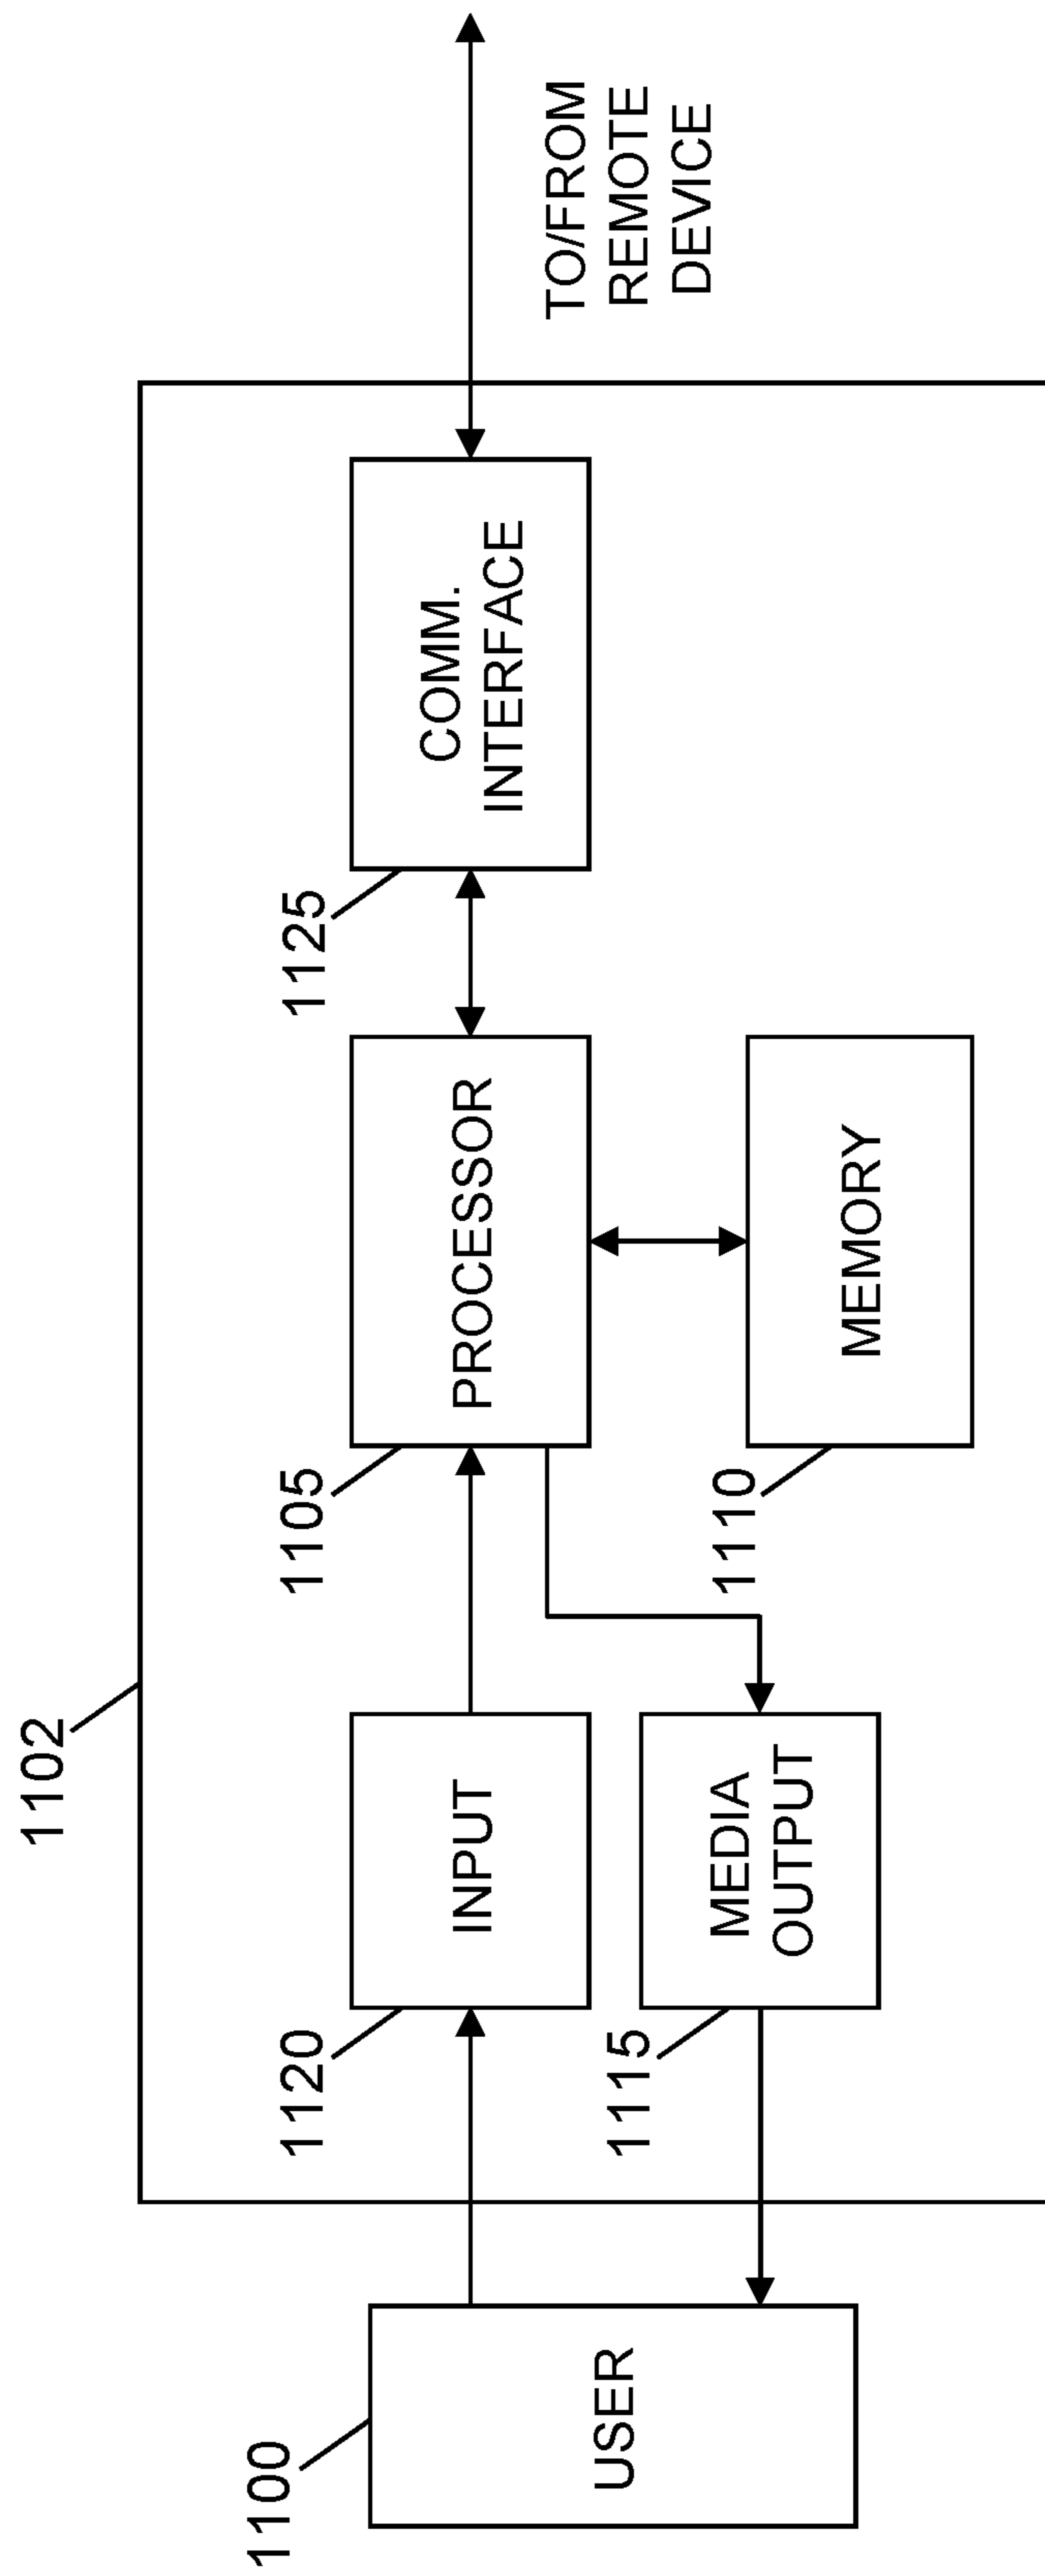 1102
1120
1105
1125
INPUT
PROCESSOR
COMM.
INTERFACE
1100
USER
TO/FROM
REMOTE
DEVICE
1115
MEDIA
OUTPUT
1110
MEMORY